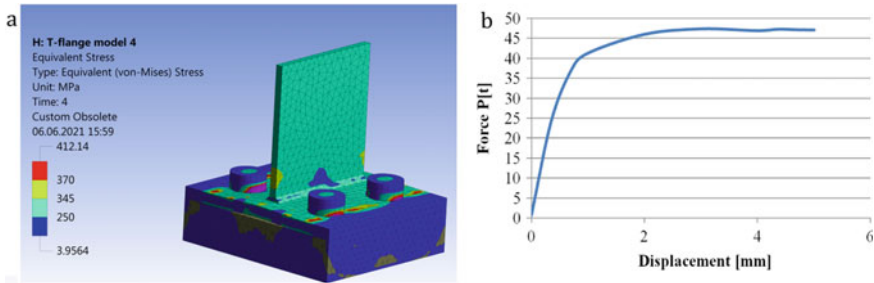 a
H: T-flange model 4
Equivalent Stress
Type: Equivalent (von-Mises) Stress
Unit: MPa
Time: 4
Custom Obsolete
06.06.2021 15:59
412.14
370
345
250
3.9564
b
Force P[t]
50
45
40
35
30
25
20
15
10
5
0
0 2 4 6
Displacement [mm]